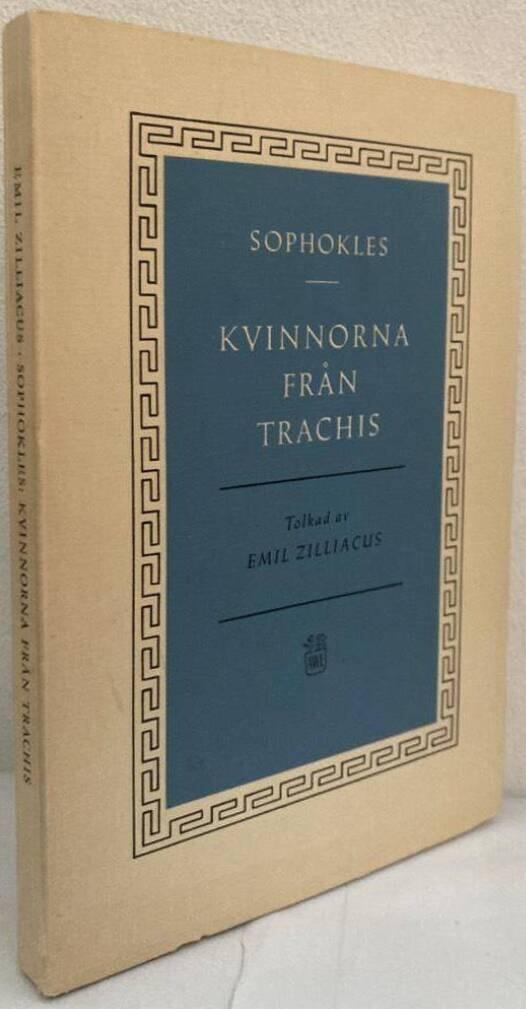 SOPHOKLES
KVINNORNA
FRÅN
TRACHIS
Tolkad av
EMIL ZILLIACUS
EMIL ZILLIACUS · SOPHOKLES: KVINNORNA FRÅN TRACHIS